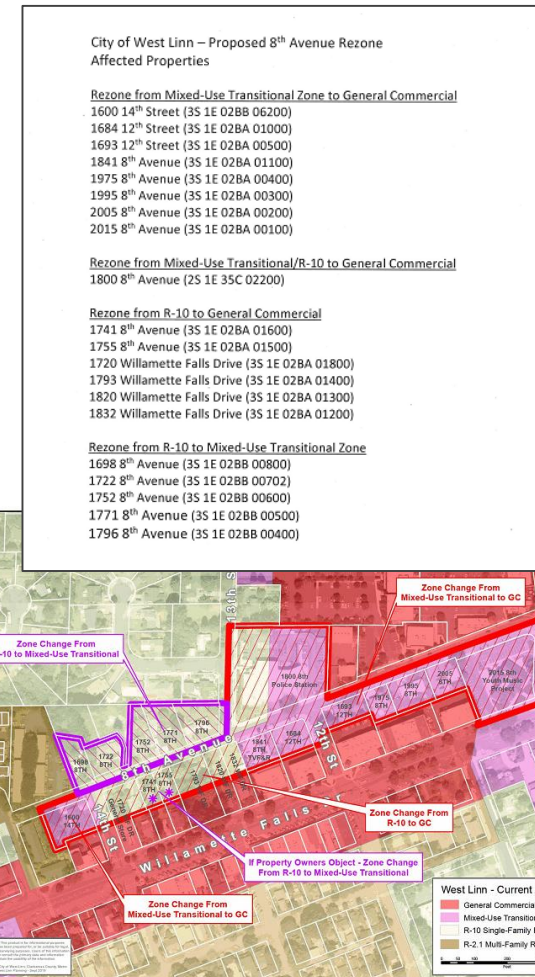 City of West Linn – Proposed 8th Avenue Rezone
Affected Properties
Rezone from Mixed-Use Transitional Zone to General Commercial
1600 14th Street (3S 1E 02BB 06200)
1684 12th Street (3S 1E 02BA 01000)
1693 12th Street (3S 1E 02BA 00500)
1841 8th Avenue (3S 1E 02BA 01100)
1975 8th Avenue (3S 1E 02BA 00400)
1995 8th Avenue (3S 1E 02BA 00300)
2005 8th Avenue (3S 1E 02BA 00200)
2015 8th Avenue (3S 1E 02BA 00100)
Rezone from Mixed-Use Transitional/R-10 to General Commercial
1800 8th Avenue (2S 1E 35C 02200)
Rezone from R-10 to General Commercial
1741 8th Avenue (3S 1E 02BA 01600)
1755 8th Avenue (3S 1E 02BA 01500)
1720 Willamette Falls Drive (3S 1E 02BA 01800)
1793 Willamette Falls Drive (3S 1E 02BA 01400)
1820 Willamette Falls Drive (3S 1E 02BA 01300)
1832 Willamette Falls Drive (3S 1E 02BA 01200)
Rezone from R-10 to Mixed-Use Transitional Zone
1698 8th Avenue (3S 1E 02BB 00800)
1722 8th Avenue (3S 1E 02BB 00702)
1752 8th Avenue (3S 1E 02BB 00600)
1771 8th Avenue (3S 1E 02BB 00500)
1796 8th Avenue (3S 1E 02BB 00400)
13th S
Zone Change From
Mixed-Use Transitional to GC
Zone Change From
-10 to Mixed-Use Transitional
1800 8th
Police Station
2015 8th
Youth Music
Project
2005
8TH
1995
8TH
1975
8TH
1693
12TH
1796
8TH
1771
8TH
1752
8TH
1722
8TH
1698
8TH
8th Avenue
1841
8TH
TVF&R
1684
12TH
12th St
1755
8TH
1741
8TH
1600
14TH
14th St
Willamette Falls
Zone Change From
R-10 to GC
If Property Owners Object - Zone Change
From R-10 to Mixed-Use Transitional
Zone Change From
Mixed-Use Transitional to GC
West Linn - Current
General Commercia
Mixed-Use Transition
R-10 Single-Family
R-2.1 Multi-Family R